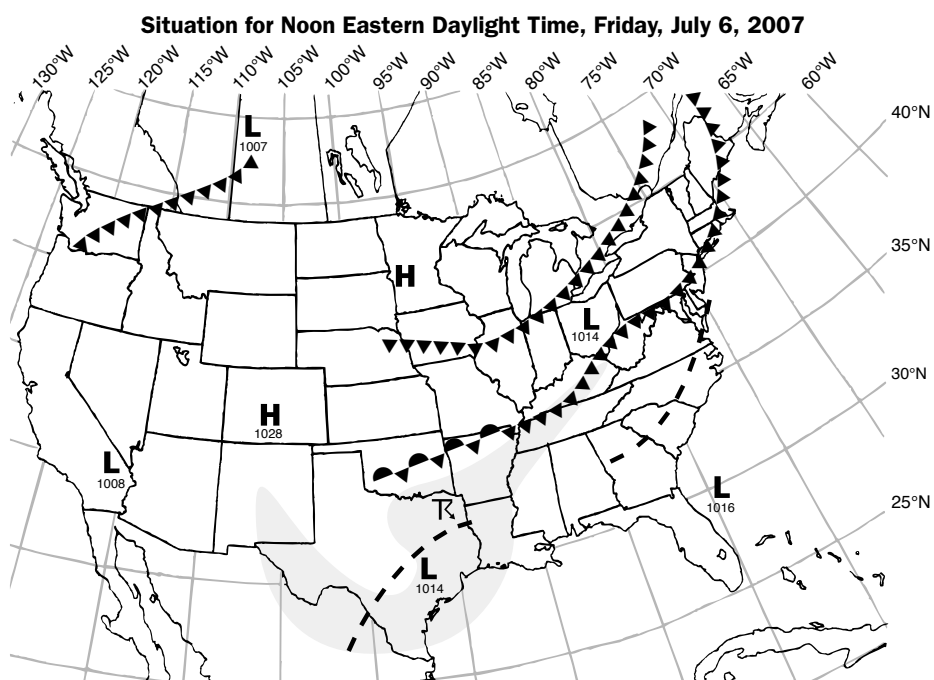 Situation for Noon Eastern Daylight Time, Friday, July 6, 2007
130°W 125°W 120°W 115°W 110°W 105°W 100°W 95°W 90°W 85°W 80°W 75°W 70°W 65°W 60°W
40°N
L
1007
35°N
H
L
1014
30°N
H
1028
L
1008
L
1016
25°N
L
1014